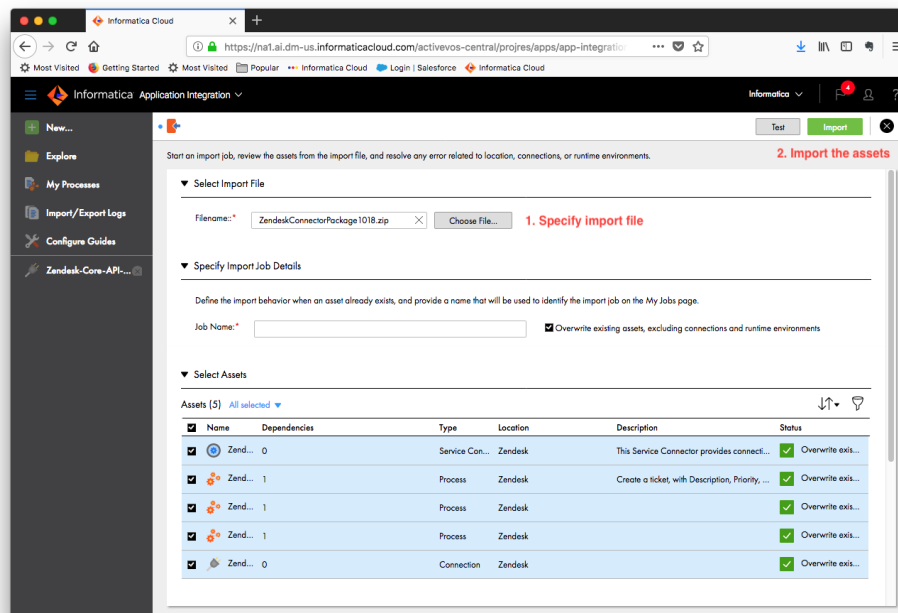 Informatica Cloud
https://na1.ai.dm-us.informaticacloud.com/activevos-central/projres/apps/app-integration
Most Visited Getting Started Most Visited Popular Informatica Cloud Login | Salesforce Informatica Cloud
Informatica Application Integration Informatica 4 ?
New...
Explore
My Processes
Import/Export Logs
Configure Guides
Zendesk-Core-API-...
Test Import
Start an import job, review the assets from the import file, and resolve any error related to location, connections, or runtime environments.
2. Import the assets
Select Import File
Filename::* ZendeskConnectorPackage1018.zip Choose File... 1. Specify import file
Specify Import Job Details
Define the import behavior when an asset already exists, and provide a name that will be used to identify the import job on the My Jobs page.
Job Name:* Overwrite existing assets, excluding connections and runtime environments
Select Assets
Assets (5) All selected
Name Dependencies Type Location Description Status
Zend... 0 Service Con... Zendesk This Service Connector provides connecti... Overwrite exis...
Zend... 1 Process Zendesk Create a ticket, with Description, Priority, ... Overwrite exis...
Zend... 1 Process Zendesk Overwrite exis...
Zend... 1 Process Zendesk Overwrite exis...
Zend... 0 Connection Zendesk Overwrite exis...